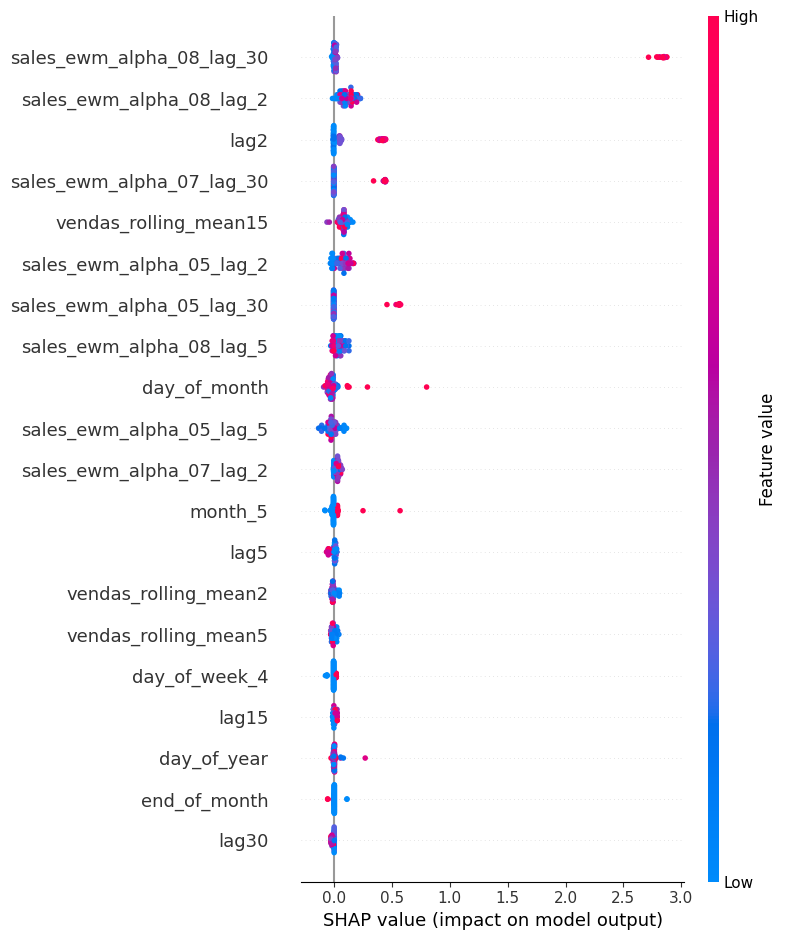 High
sales_ewm_alpha_08_lag_30
sales_ewm_alpha_08_lag_2
lag2
sales_ewm_alpha_07_lag_30
vendas_rolling_mean15
sales_ewm_alpha_05_lag_2
sales_ewm_alpha_05_lag_30
sales_ewm_alpha_08_lag_5
day_of_month
sales_ewm_alpha_05_lag_5
sales_ewm_alpha_07_lag_2
month_5
lag5
vendas_rolling_mean2
vendas_rolling_mean5
day_of_week_4
lag15
day_of_year
end_of_month
lag30
Feature value
Low
0.0 0.5 1.0 1.5 2.0 2.5 3.0
SHAP value (impact on model output)